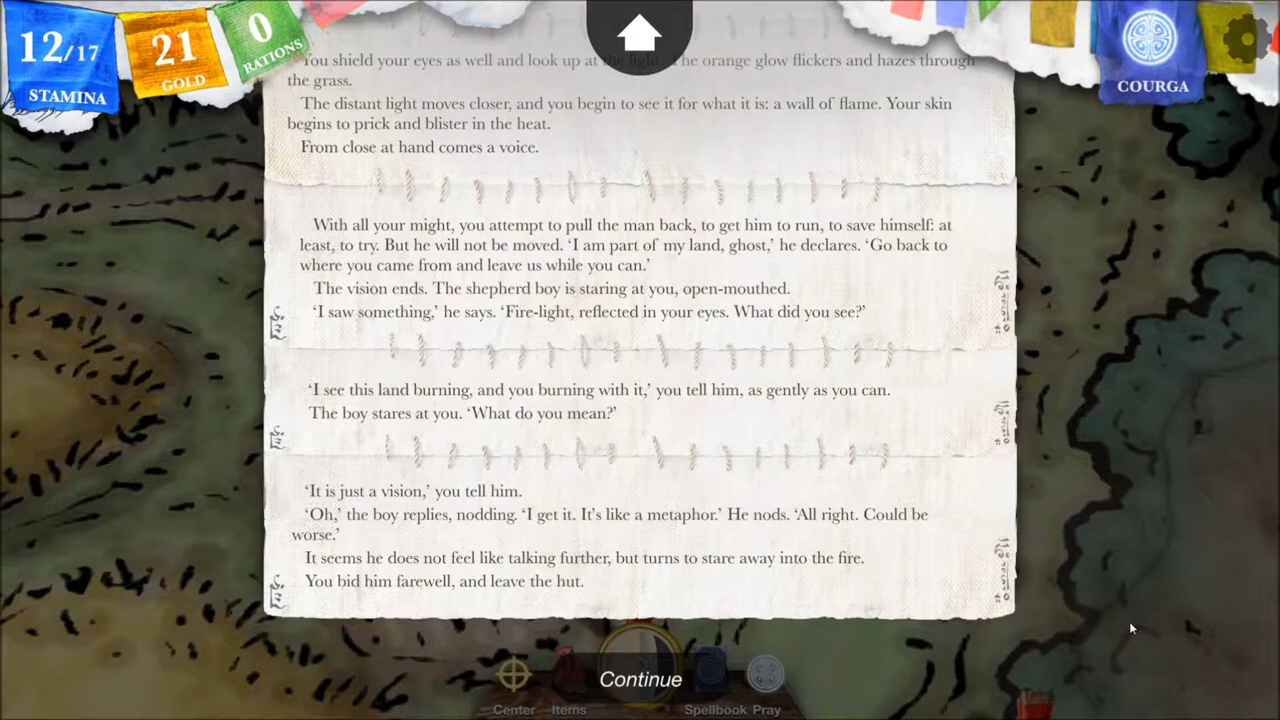 12/17
STAMINA
21
GOLD
0
RATIONS
COURGA
You shield your eyes as well and look up at the light. The orange glow flickers and hazes through
the grass.
The distant light moves closer, and you begin to see it for what it is: a wall of flame. Your skin
begins to prick and blister in the heat.
From close at hand comes a voice.
With all your might, you attempt to pull the man back, to get him to run, to save himself: at
least, to try. But he will not be moved. ‘I am part of my land, ghost,’ he declares. ‘Go back to
where you came from and leave us while you can.’
The vision ends. The shepherd boy is staring at you, open-mouthed.
‘I saw something,’ he says. ‘Fire-light, reflected in your eyes. What did you see?’
‘I see this land burning, and you burning with it,’ you tell him, as gently as you can.
The boy stares at you. ‘What do you mean?’
‘It is just a vision,’ you tell him.
‘Oh,’ the boy replies, nodding. ‘I get it. It’s like a metaphor.’ He nods. ‘All right. Could be
worse.’
It seems he does not feel like talking further, but turns to stare away into the fire.
You bid him farewell, and leave the hut.
Continue
Center Items Spellbook Pray